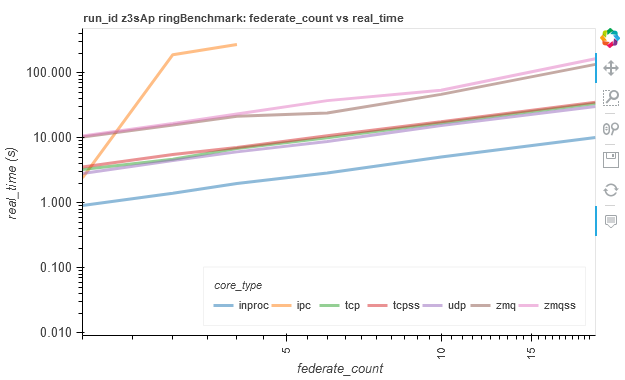 run_id z3sAp ringBenchmark: federate_count vs real_time
100.000
10.000
1.000
0.100
0.010
real_time (s)
core_type
inproc ipc tcp tcpss udp zmq zmqss
5 10 15
federate_count